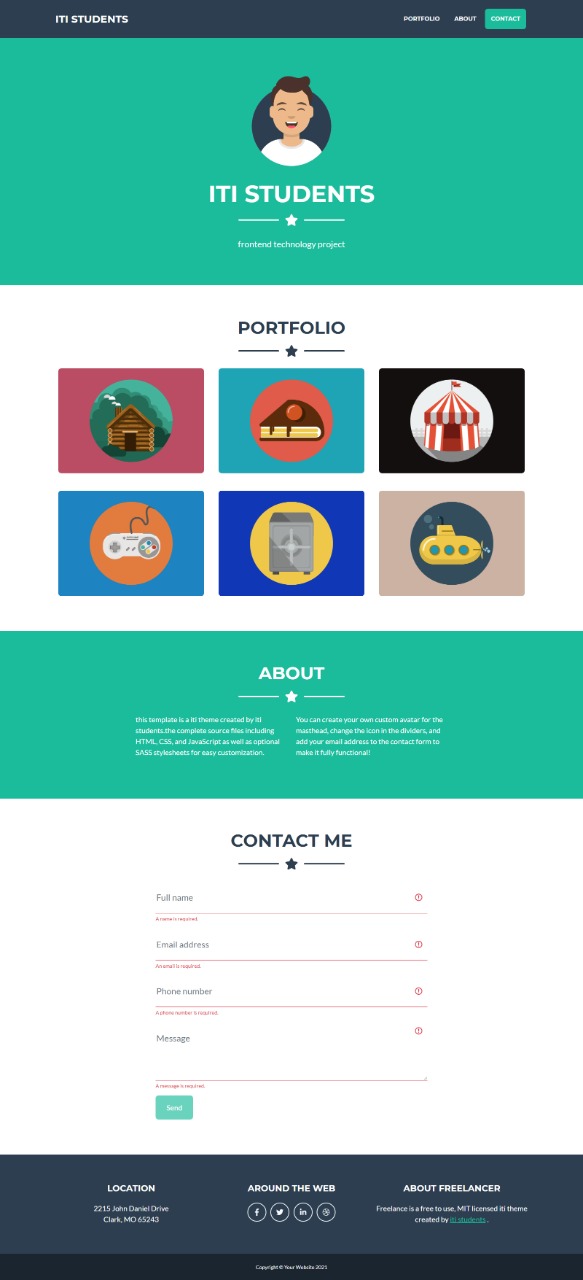 ITI STUDENTS
PORTFOLIO
ABOUT
CONTACT
ITI STUDENTS
frontend technology project
PORTFOLIO
ABOUT
this template is a iti theme created by iti
students.the complete source files including
HTML, CSS, and JavaScript as well as optional
SASS stylesheets for easy customization.
You can create your own custom avatar for the
masthead, change the icon in the dividers, and
add your email address to the contact form to
make it fully functional!
CONTACT ME
Full name
A name is required.
Email address
An email is required.
Phone number
A phone number is required.
Message
A message is required.
Send
LOCATION
2215 John Daniel Drive
Clark, MO 65243
AROUND THE WEB
ABOUT FREELANCER
Freelance is a free to use, MIT licensed iti theme
created by iti students .
Copyright © Your Website 2021